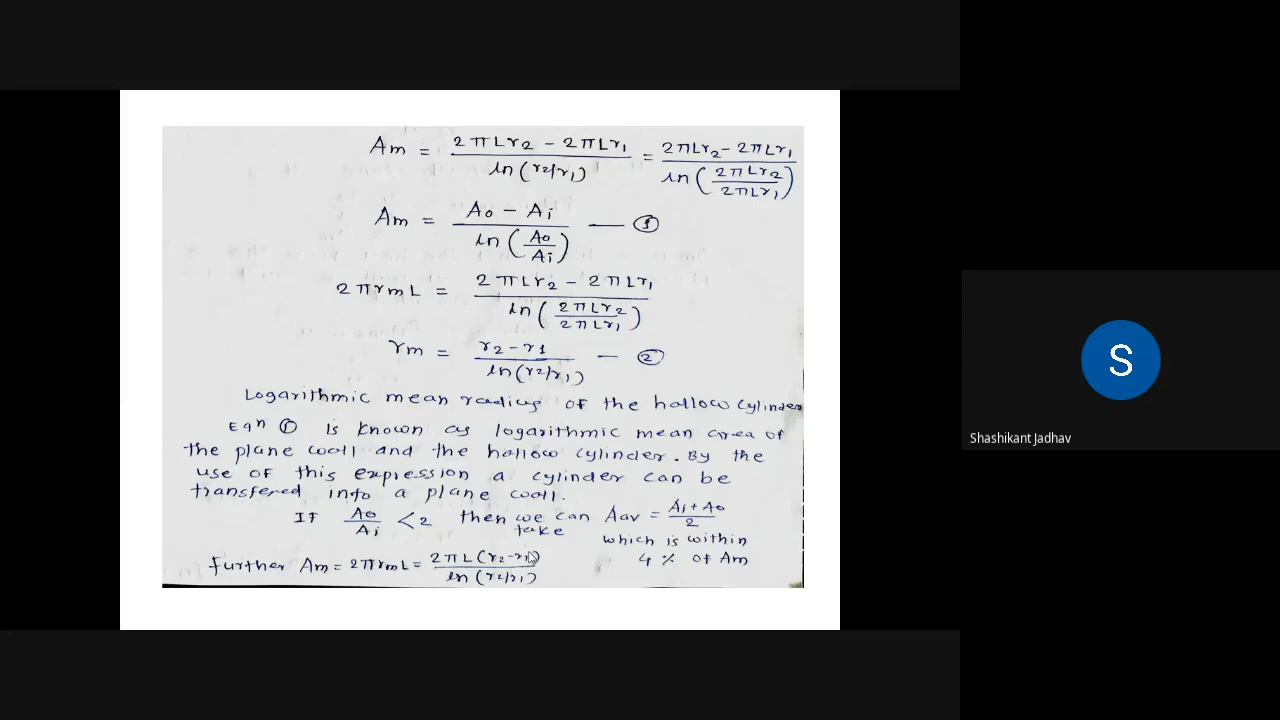 Am = 2πLr2 - 2πLr1 / ln(r2/r1) = 2πLr2 - 2πLr1 / ln(2πLr2 / 2πLr1)
Am = Ao - Ai / ln(Ao / Ai) — ①
2πrmL = 2πLr2 - 2πLr1 / ln(2πLr2 / 2πLr1)
rm = r2 - r1 / ln(r2/r1) — ②
Logarithmic mean radius of the hollow cylinder
Eqn ① is known as logarithmic mean area of
the plane wall and the hollow cylinder. By the
use of this expression a cylinder can be
transfered into a plane wall.
If Ao / Ai < 2 then we can take Aav = Ai + Ao / 2
which is within
4 % of Am
Further Am = 2πrmL = 2πL(r2-r1) / ln(r2/r1)
S
Shashikant Jadhav